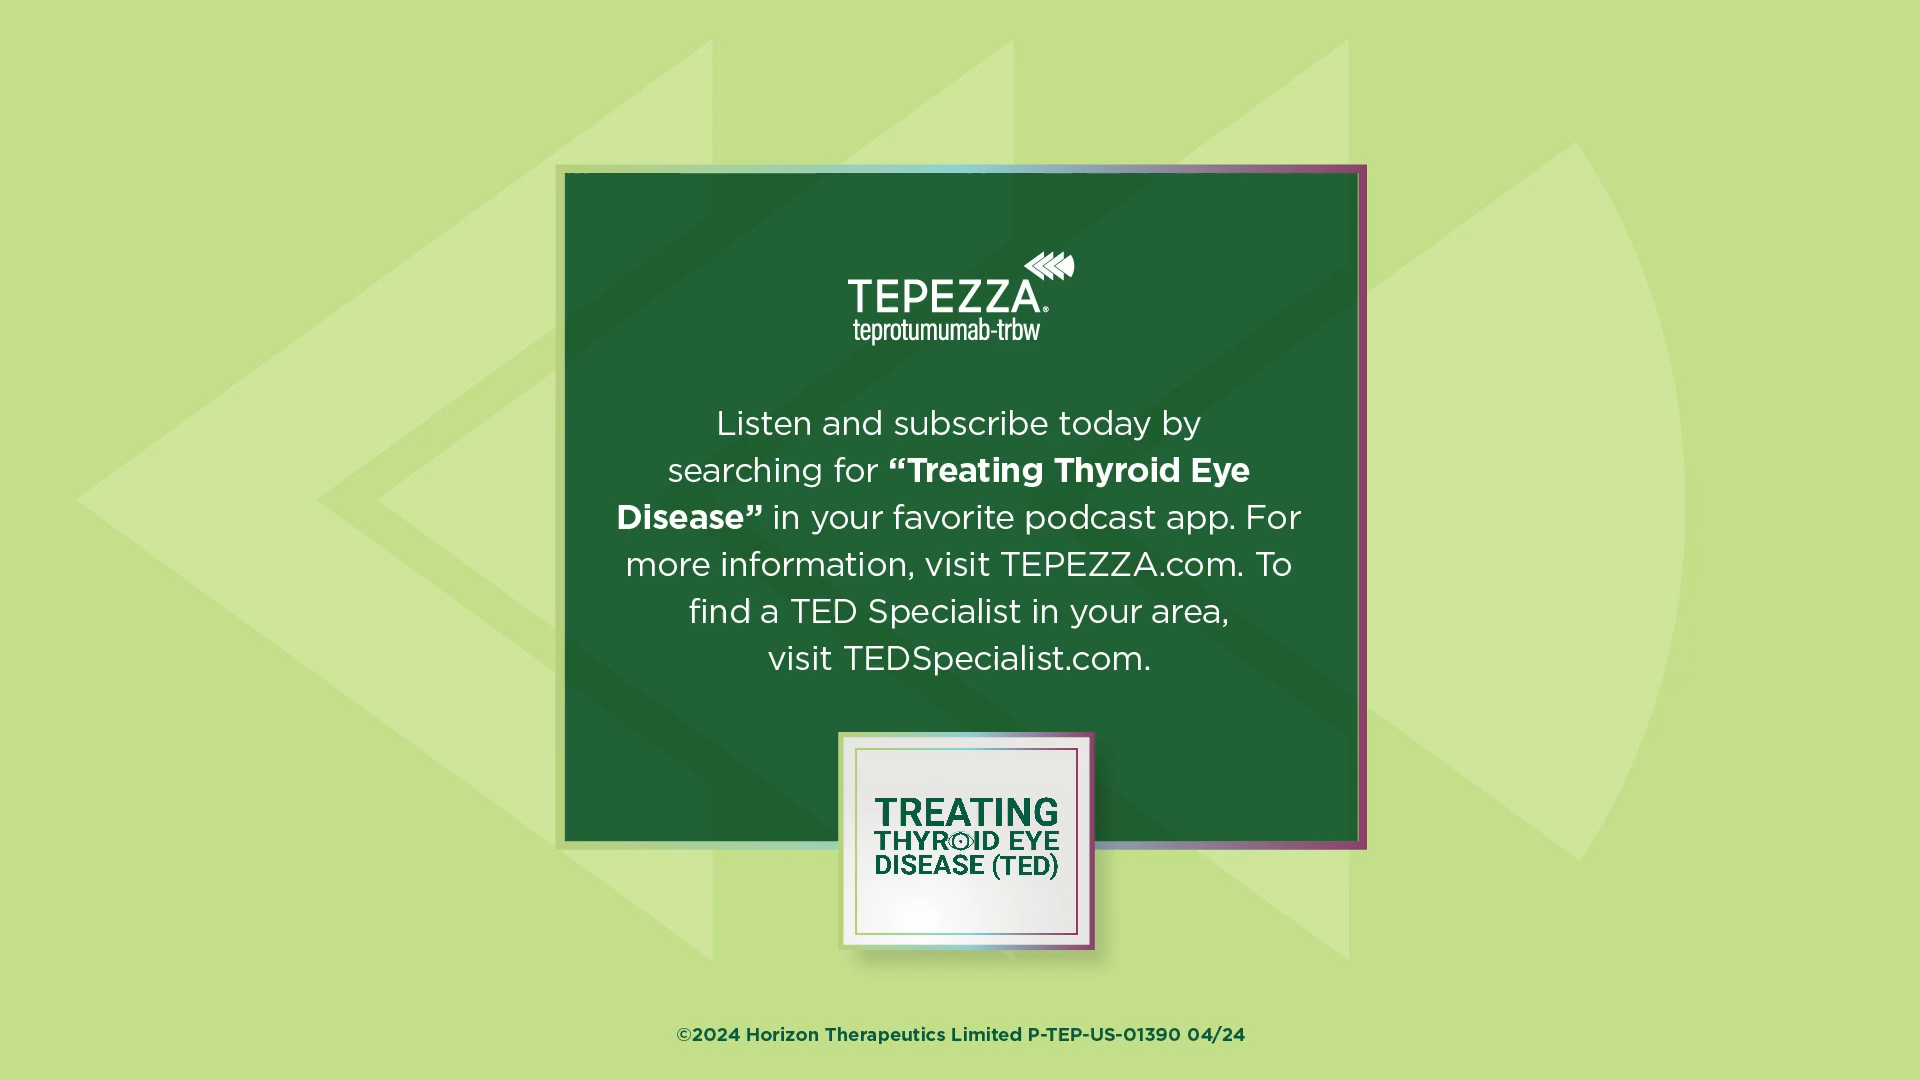 TEPEZZA®
teprotumumab-trbw
Listen and subscribe today by
searching for “Treating Thyroid Eye
Disease” in your favorite podcast app. For
more information, visit TEPEZZA.com. To
find a TED Specialist in your area,
visit TEDSpecialist.com.
TREATING
THYROID EYE
DISEASE (TED)
©2024 Horizon Therapeutics Limited P-TEP-US-01390 04/24